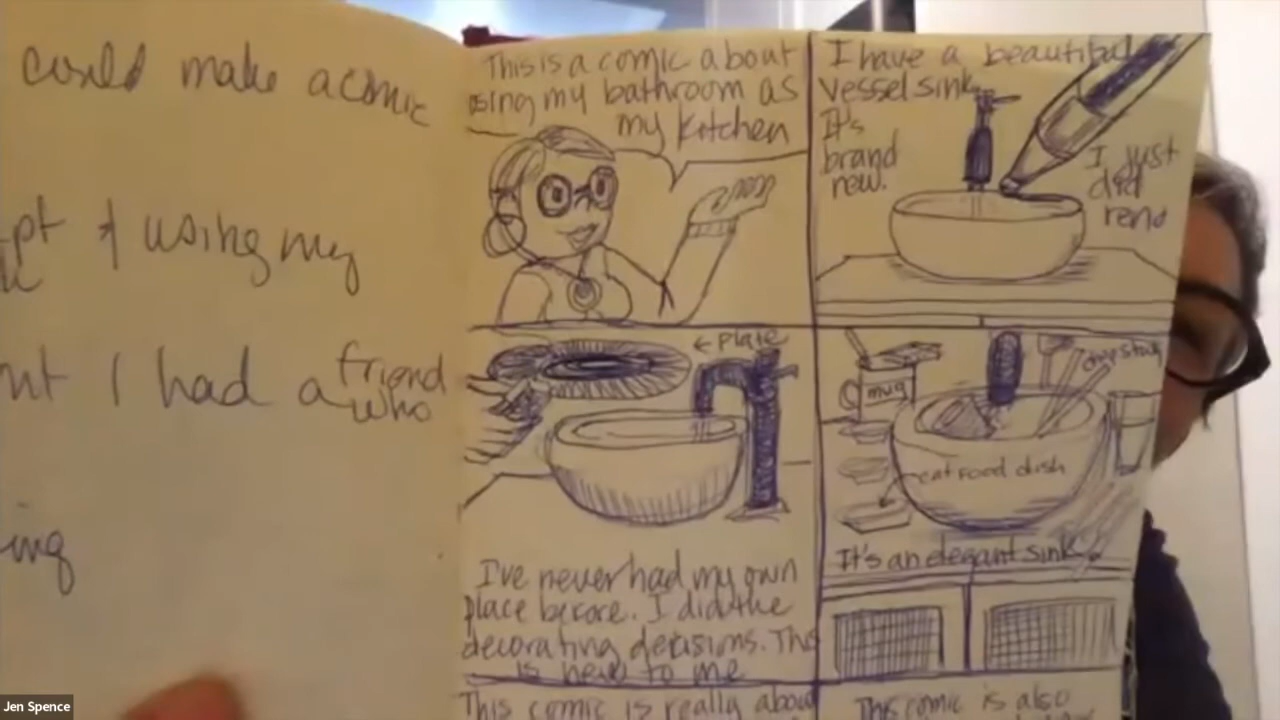 could make a comic
pt of using my
nt I had a friend
who
ing
This is a comic about
using my bathroom as
my kitchen
I have a beautiful
vessel sink.
It's
brand
new.
I just
did
reno
← Plate
I've never had my own
place before. I did the
decorating decisions. This
is new to me
mug
cat food dish
It's an elegant sink.
This comic is really about
This comic is also
Jen Spence